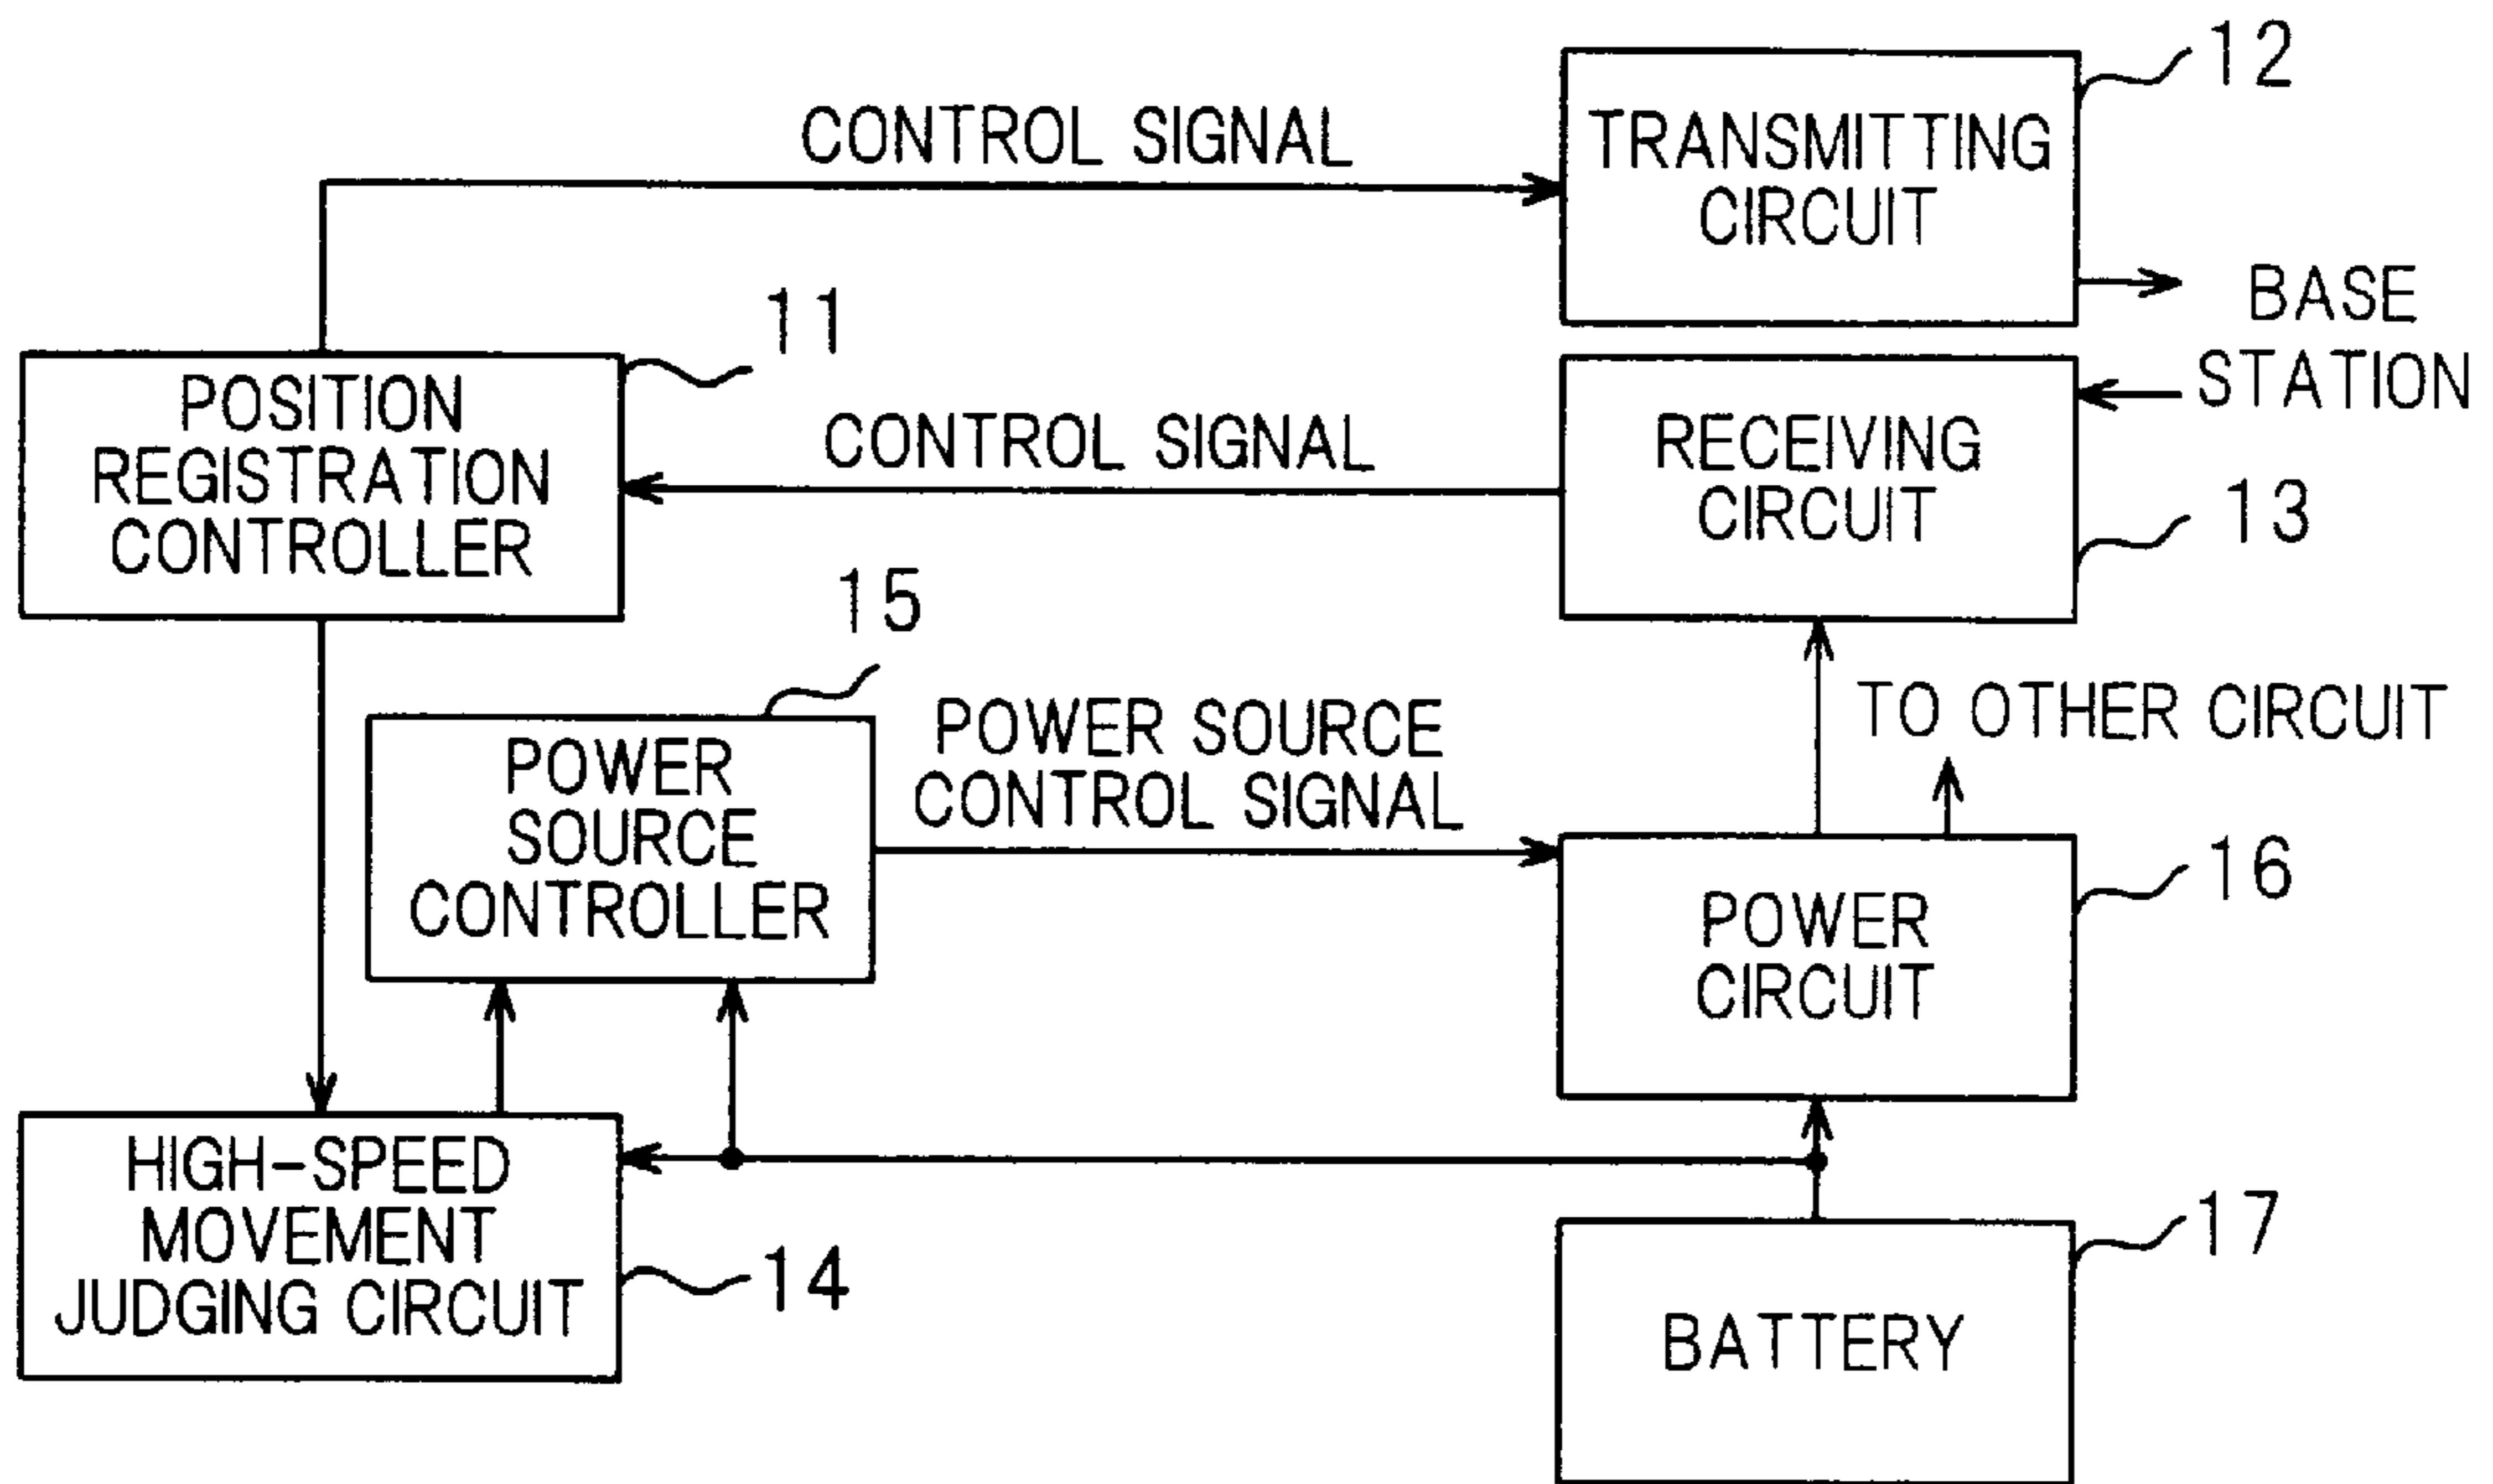 12
CONTROL SIGNAL
TRANSMITTING
CIRCUIT
11
BASE
STATION
POSITION
REGISTRATION
CONTROLLER
CONTROL SIGNAL
RECEIVING
CIRCUIT
13
15
TO OTHER CIRCUIT
POWER
SOURCE
CONTROLLER
POWER SOURCE
CONTROL SIGNAL
16
POWER
CIRCUIT
HIGH-SPEED
MOVEMENT
JUDGING CIRCUIT
14
17
BATTERY